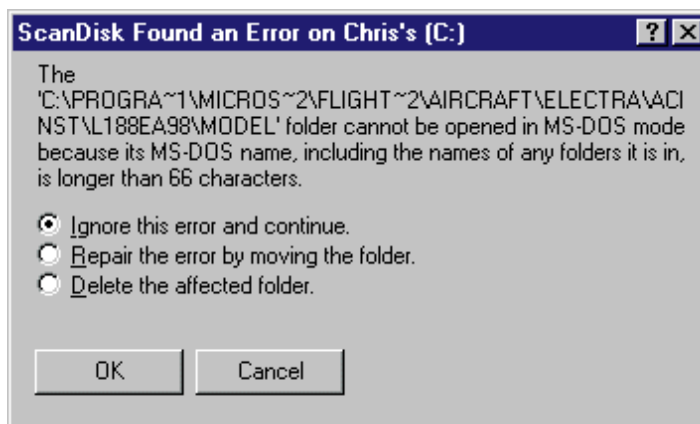 ScanDisk Found an Error on Chris's (C:)
The
'C:\PROGRA~1\MICROS~2\FLIGHT~2\AIRCRAFT\ELECTRA\ACI
NST\L188EA98\MODEL' folder cannot be opened in MS-DOS mode
because its MS-DOS name, including the names of any folders it is in,
is longer than 66 characters.
Ignore this error and continue.
Repair the error by moving the folder.
Delete the affected folder.
OK Cancel